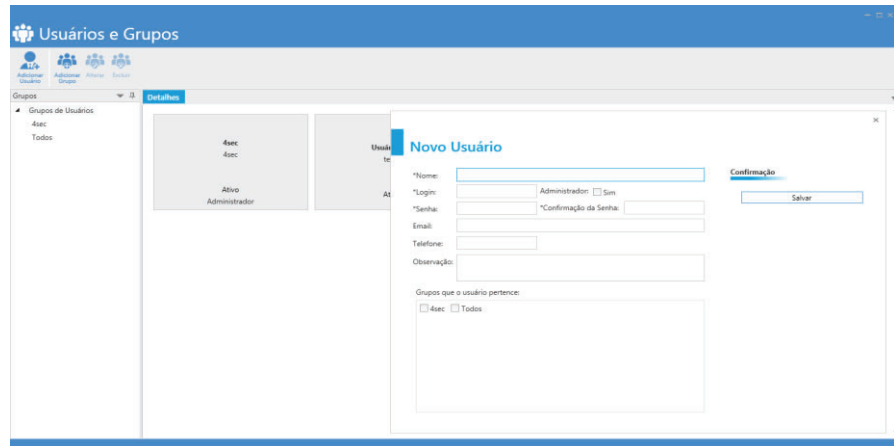 Usuários e Grupos
Adicionar Usuário
Adicionar Grupo
Alterar
Excluir
Grupos
Detalhes
Grupos de Usuários
4sec
Todos
4sec
4sec
Ativo
Administrador
Novo Usuário
*Nome:
*Login:
Administrador:
Sim
*Senha:
*Confirmação da Senha:
Email:
Telefone:
Observação:
Grupos que o usuário pertence:
4sec
Todos
Confirmação
Salvar